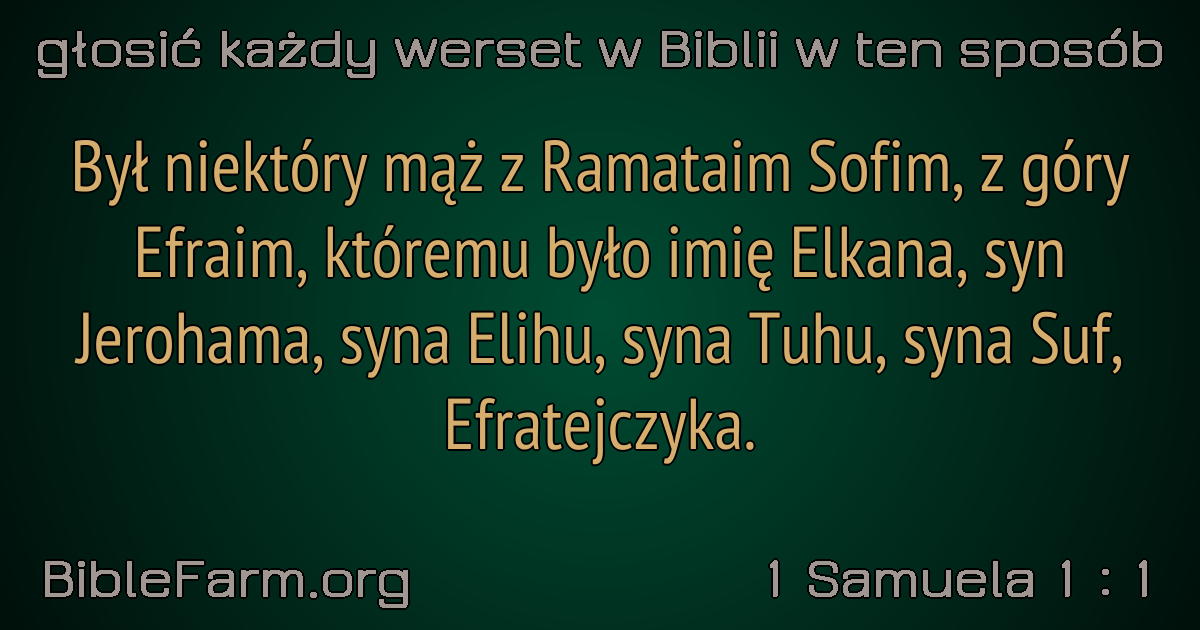 głosić każdy werset w Biblii w ten sposób
Był niektóry mąż z Ramataim Sofim, z góry
Efraim, któremu było imię Elkana, syn
Jerohama, syna Elihu, syna Tuhu, syna Suf,
Efratejczyka.
BibleFarm.org
1 Samuela 1 : 1